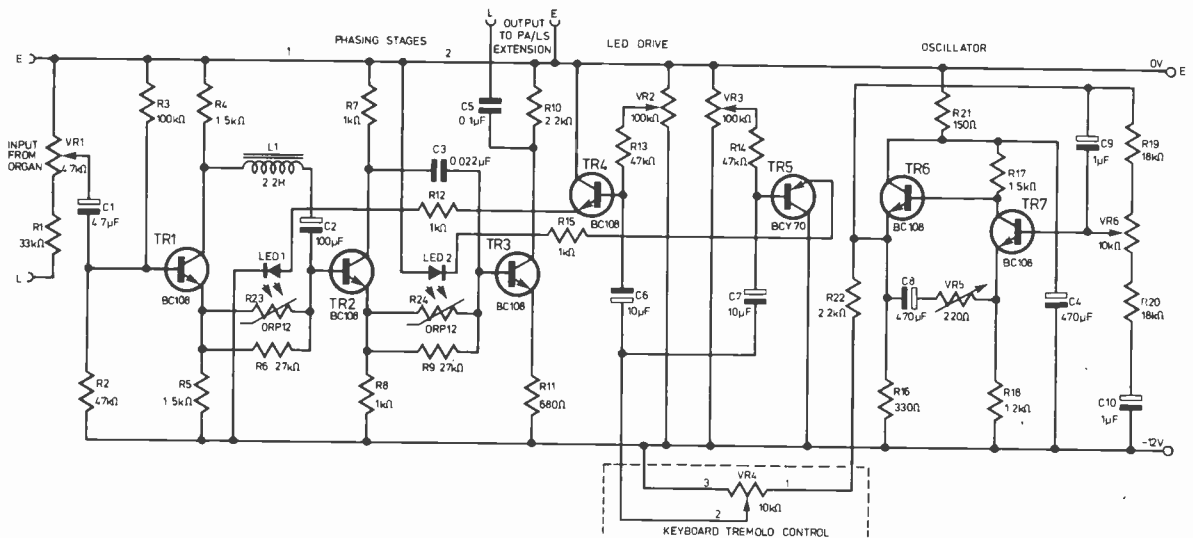 L E
OUTPUT TO PA/LS EXTENSION
1 PHASING STAGES 2
LED DRIVE
OSCILLATOR
E
0V E
INPUT FROM ORGAN
VR1 4.7kΩ
R1 33kΩ
L
C1 4.7µF
R2 47kΩ
R3 100kΩ
R4 1.5kΩ
L1 2.2H
C2 100µF
TR1 BC108
LED 1
R23 ORP12
R6 27kΩ
R5 1.5kΩ
R7 1kΩ
C3 0.022µF
R12 1kΩ
TR2 BC108
LED 2
R24 ORP12
R9 27kΩ
R8 1kΩ
C5 0.1µF
R10 2.2kΩ
R15 1kΩ
TR3 BC108
R11 680Ω
TR4 BC108
R13 47kΩ
VR2 100kΩ
VR3 100kΩ
R14 47kΩ
TR5 BCY70
C6 10µF
C7 10µF
R22 2.2kΩ
R21 150Ω
TR6 BC108
R17 1.5kΩ
TR7 BC108
C8 470µF
VR5 220Ω
C4 470µF
R16 330Ω
R18 1.2kΩ
C9 1µF
R19 18kΩ
VR6 10kΩ
R20 18kΩ
C10 1µF
-12V
3 VR4 1
10kΩ
2
KEYBOARD TREMOLO CONTROL